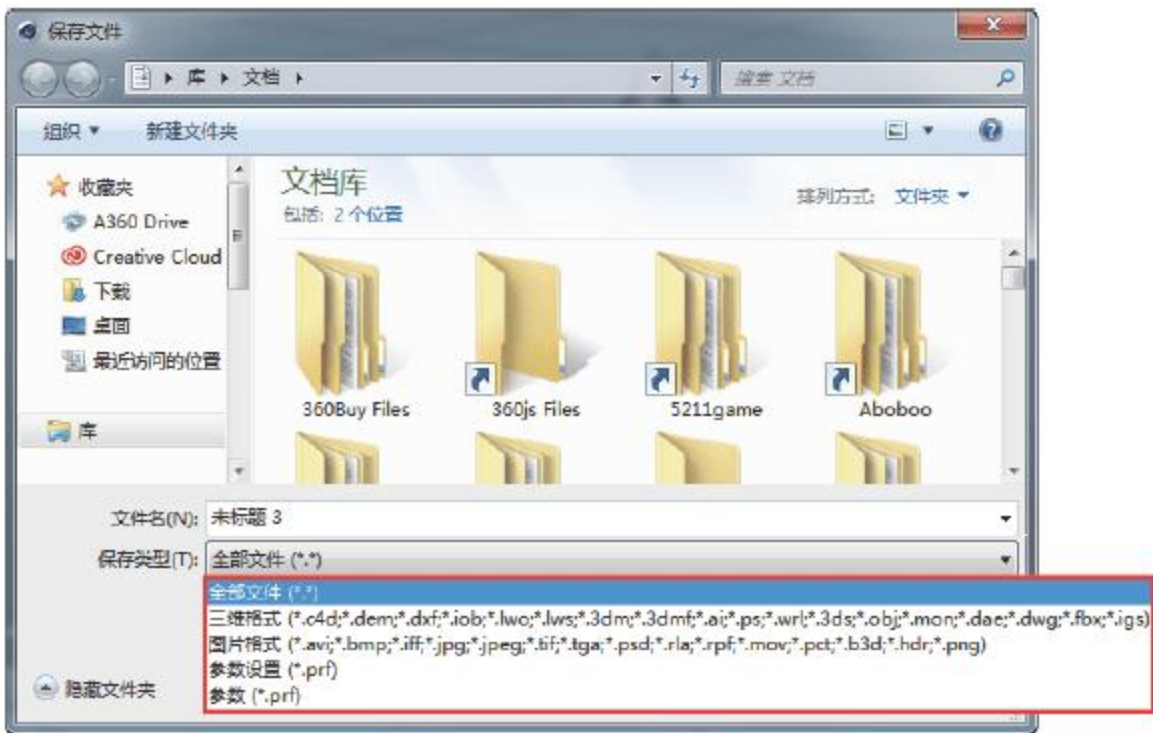 保存文件
库 ▸ 文档 ▸
搜索 文档
组织 ▼ 新建文件夹
收藏夹
A360 Drive
Creative Cloud
下载
桌面
最近访问的位置
库
文档库
包括: 2 个位置
排列方式: 文件夹 ▼
360Buy Files
360js Files
5211game
Aboboo
文件名(N): 未标题 3
保存类型(T): 全部文件 (*.*)
全部文件 (*.*)
三维格式 (*.c4d;*.dem;*.dxf;*.iob;*.lwo;*.lws;*.3dm;*.3dmf;*.ai;*.ps;*.wrl;*.3ds;*.obj;*.mon;*.dae;*.dwg;*.fbx;*.igs)
图片格式 (*.avi;*.bmp;*.iff;*.jpg;*.jpeg;*.tif;*.tga;*.psd;*.rla;*.rpf;*.mov;*.pct;*.b3d;*.hdr;*.png)
参数设置 (*.prf)
参数 (*.prf)
隐藏文件夹